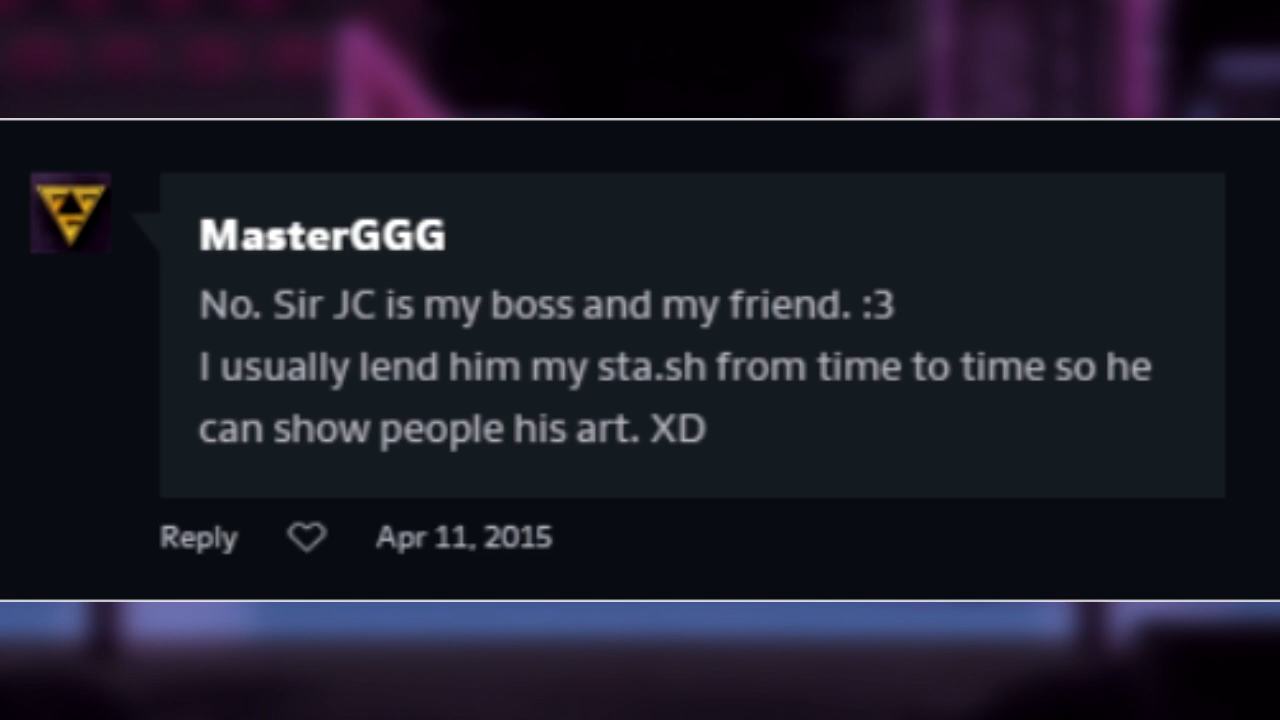 MasterGGG
No. Sir JC is my boss and my friend. :3
I usually lend him my sta.sh from time to time so he
can show people his art. XD
Reply Apr 11, 2015